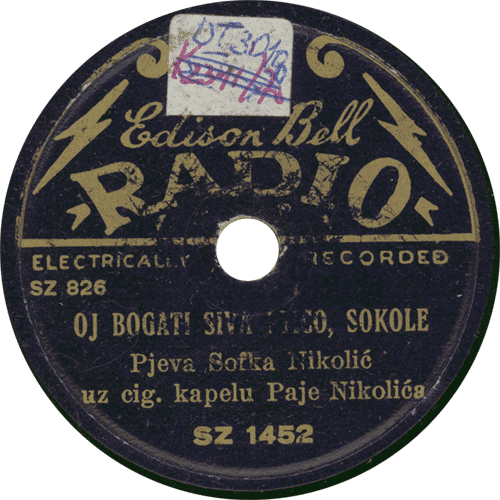 Edison Bell
RADIO
ELECTRICALLY RECORDED
SZ 826
OJ BOGATI SIVA, SOKOLE
Pjeva Sofka Nikolić
uz cig. kapelu Paje Nikolića
SZ 1452